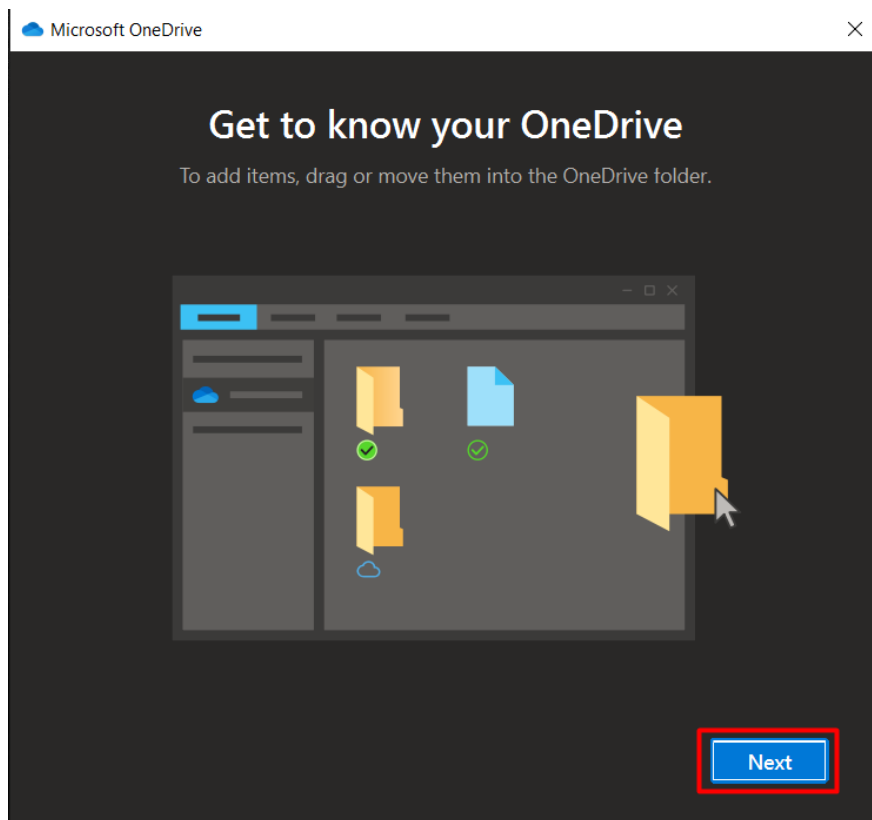 Microsoft OneDrive
Get to know your OneDrive
To add items, drag or move them into the OneDrive folder.
Next